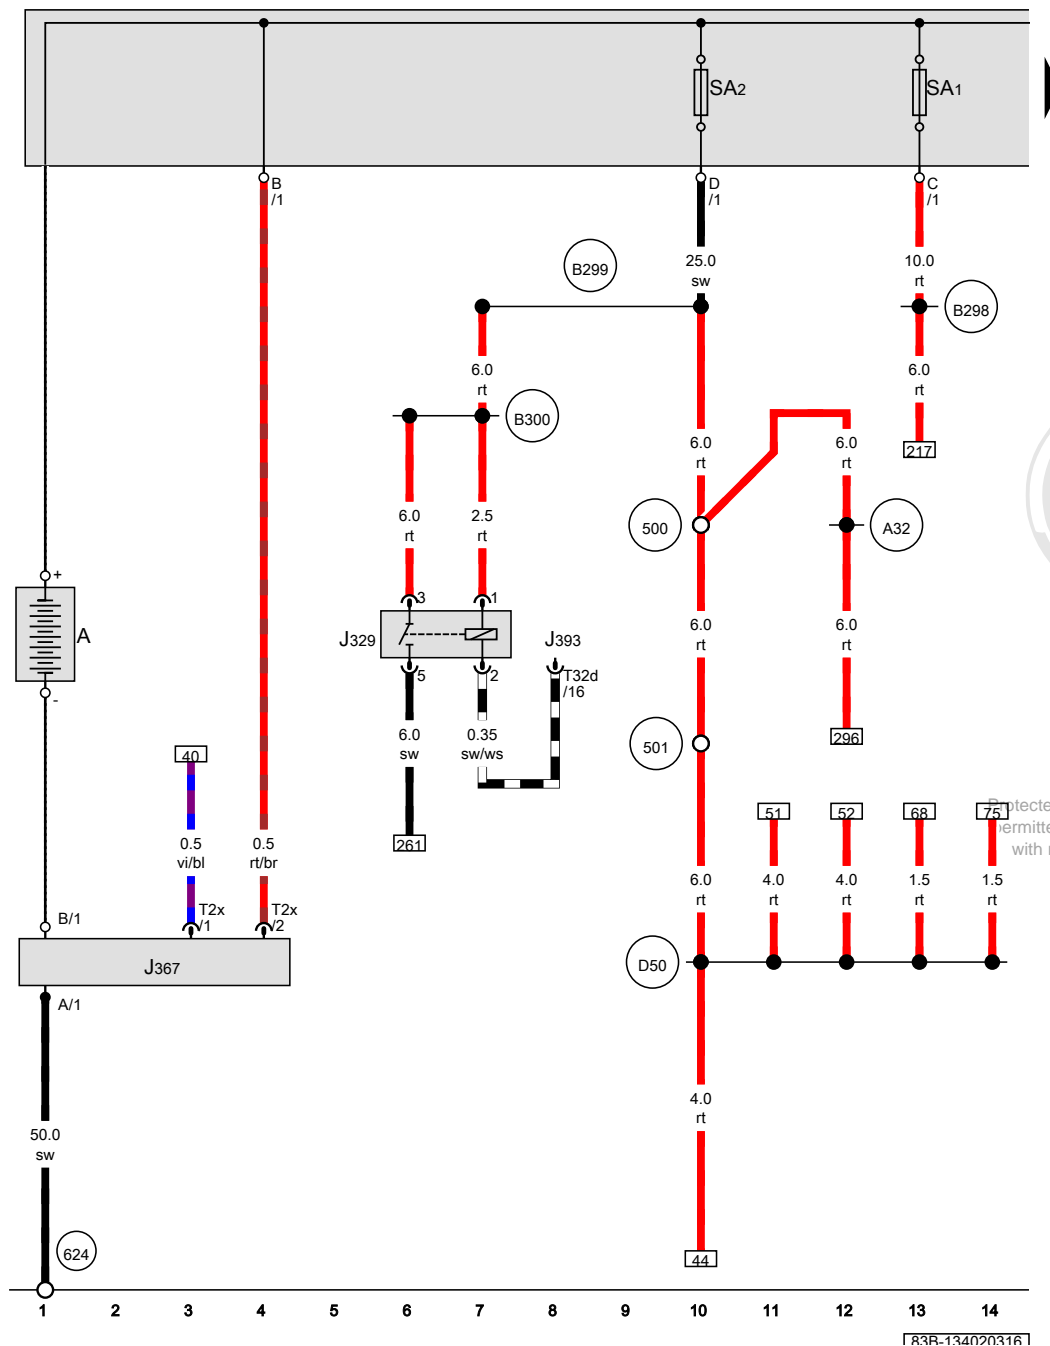 SA2
SA1
B
/1
D
/1
C
/1
B299
25.0
sw
10.0
rt
B298
6.0
rt
6.0
rt
B300
217
6.0
rt
6.0
rt
6.0
rt
2.5
rt
500
A32
+
A
-
3
1
J329
J393
5
2
T32d
/16
6.0
rt
6.0
rt
6.0
sw
0.35
sw/ws
296
501
40
261
51
52
68
75
Protecte
permitte
with
0.5
vi/bl
0.5
rt/br
6.0
rt
4.0
rt
4.0
rt
1.5
rt
1.5
rt
B/1
T2x
/1
T2x
/2
J367
D50
A/1
4.0
rt
50.0
sw
624
44
1 2 3 4 5 6 7 8 9 10 11 12 13 14
83B-134020316